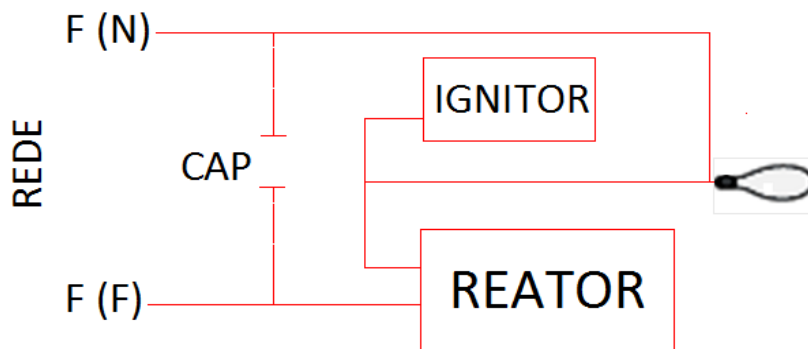 F (N)
IGNITOR
CAP
REDE
REATOR
F (F)